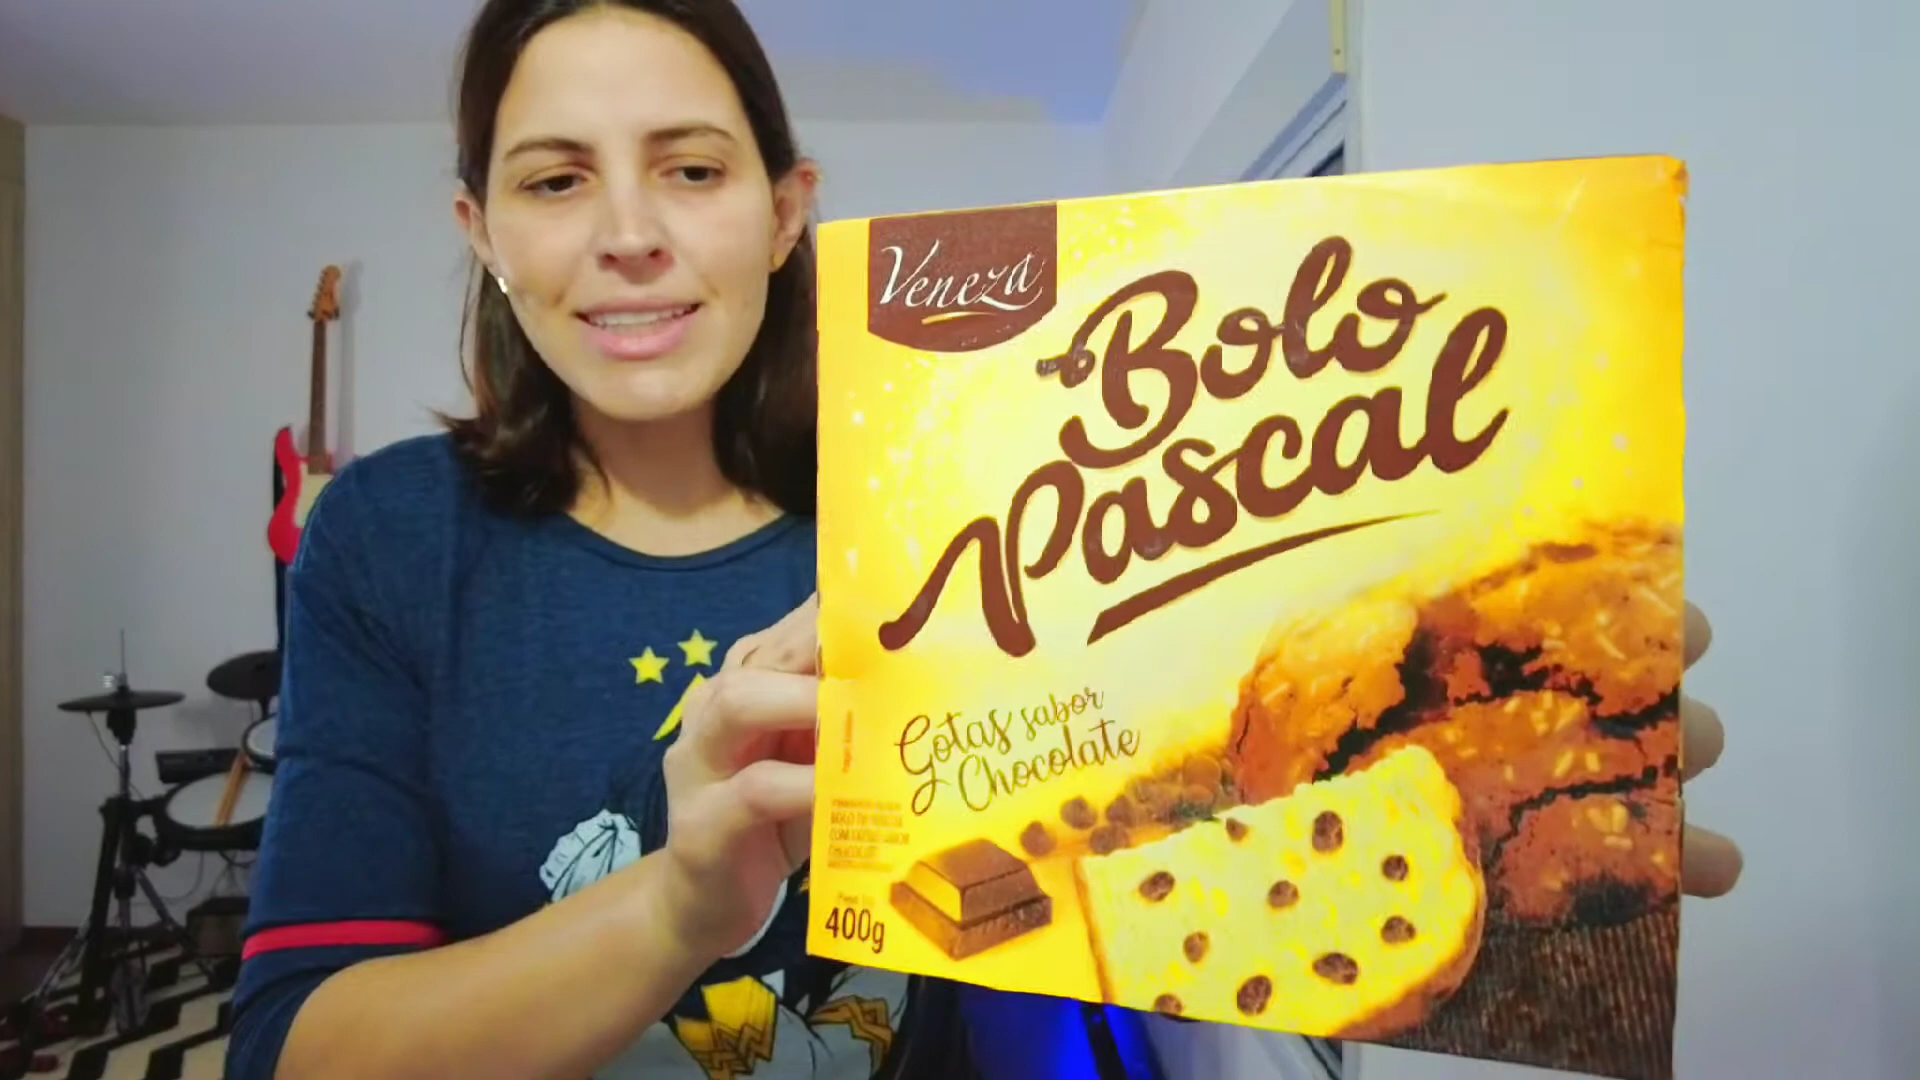 Veneza
Bolo
Pascal
Gotas sabor
Chocolate
400g